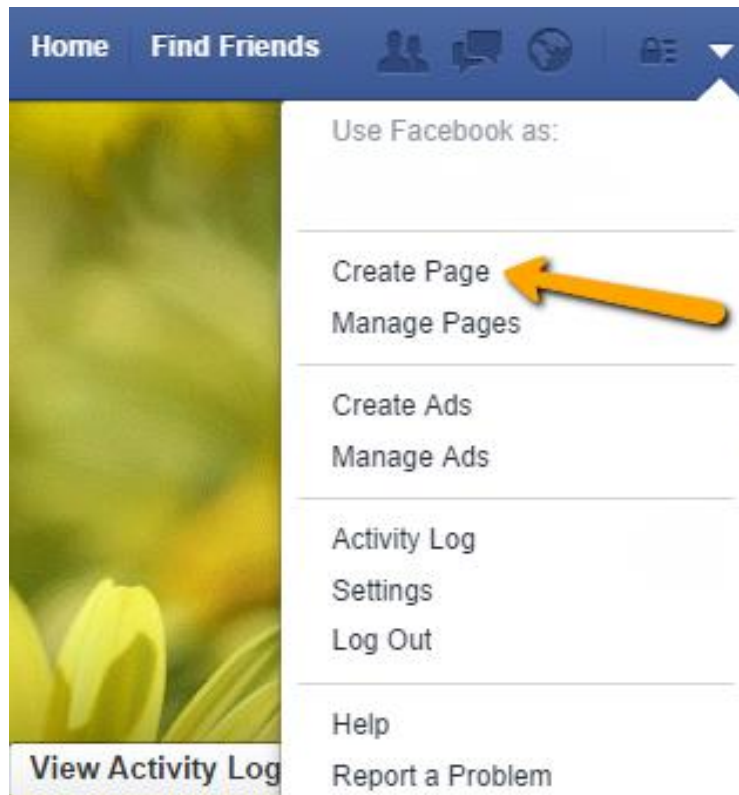 Home Find Friends
Use Facebook as:
Create Page
Manage Pages
Create Ads
Manage Ads
Activity Log
Settings
Log Out
Help
View Activity Log
Report a Problem